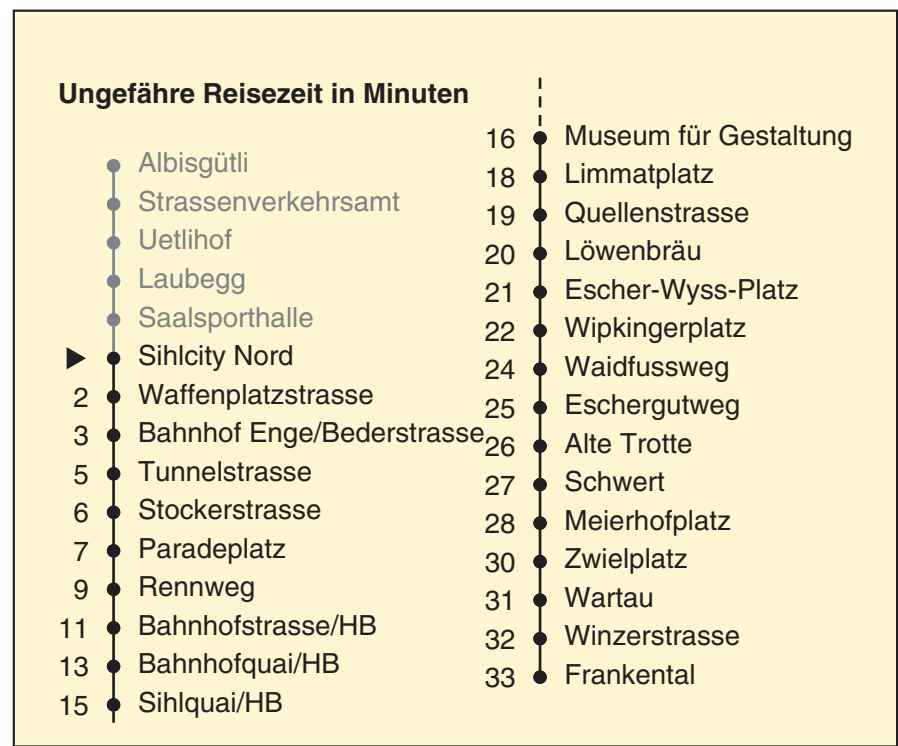 Ungefähre Reisezeit in Minuten
Albisgütli
Strassenverkehrsamt
Uetlihof
Laubegg
Saalsporthalle
Sihlcity Nord
2 Waffenplatzstrasse
3 Bahnhof Enge/Bederstrasse
5 Tunnelstrasse
6 Stockerstrasse
7 Paradeplatz
9 Rennweg
11 Bahnhofstrasse/HB
13 Bahnhofquai/HB
15 Sihlquai/HB
16 Museum für Gestaltung
18 Limmatplatz
19 Quellenstrasse
20 Löwenbräu
21 Escher-Wyss-Platz
22 Wipkingerplatz
24 Waidfussweg
25 Eschergutweg
26 Alte Trotte
27 Schwert
28 Meierhofplatz
30 Zwielplatz
31 Wartau
32 Winzerstrasse
33 Frankental